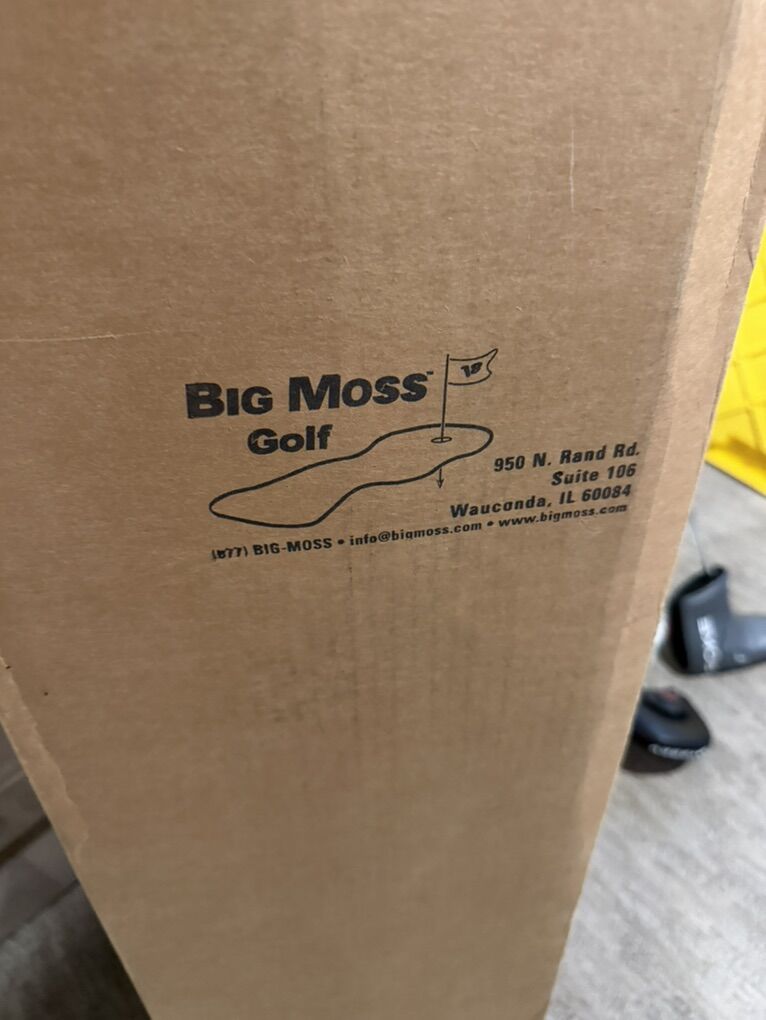 BIG MOSS™
Golf
18
950 N. Rand Rd.
Suite 106
Wauconda, IL 60084
(877) BIG-MOSS • info@bigmoss.com • www.bigmoss.com